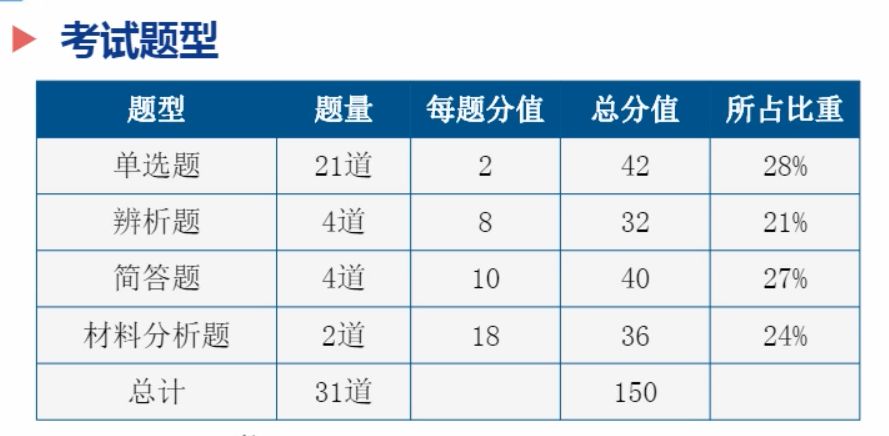 考试题型
题型 题量 每题分值 总分值 所占比重
单选题 21道 2 42 28%
辨析题 4道 8 32 21%
简答题 4道 10 40 27%
材料分析题 2道 18 36 24%
总计 31道 150